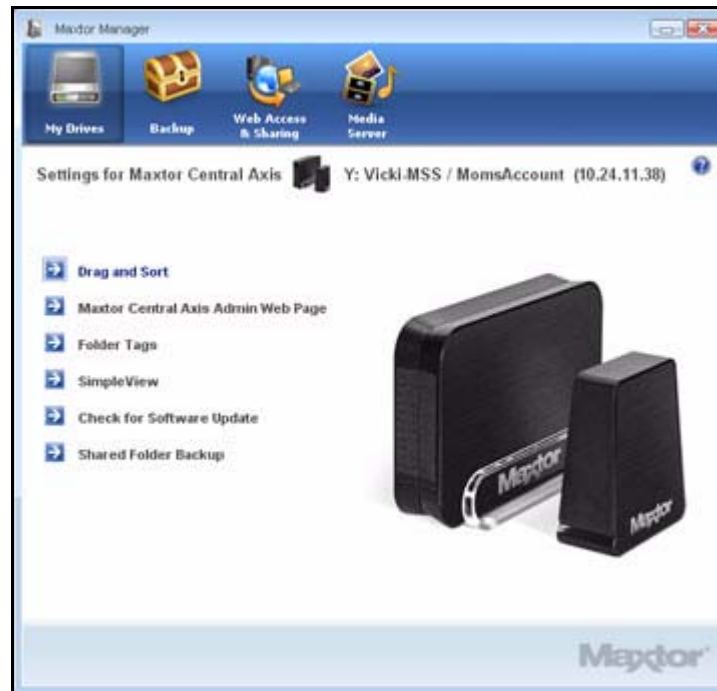 Maxtor Manager
My Drives
Backup
Web Access
& Sharing
Media
Server
Settings for Maxtor Central Axis
Y: Vicki-MSS / MomsAccount (10.24.11.38)
?
Drag and Sort
Maxtor Central Axis Admin Web Page
Folder Tags
SimpleView
Check for Software Update
Shared Folder Backup
Maxtor
Maxtor
Maxtor